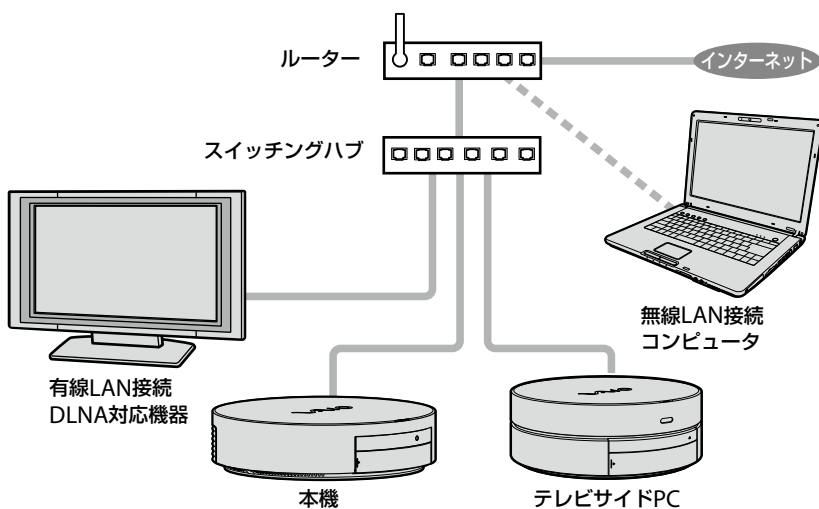 ルーター
インターネット
スイッチングハブ
無線LAN接続
コンピュータ
有線LAN接続
DLNA対応機器
VAIO
VAIO
本機
テレビサイドPC